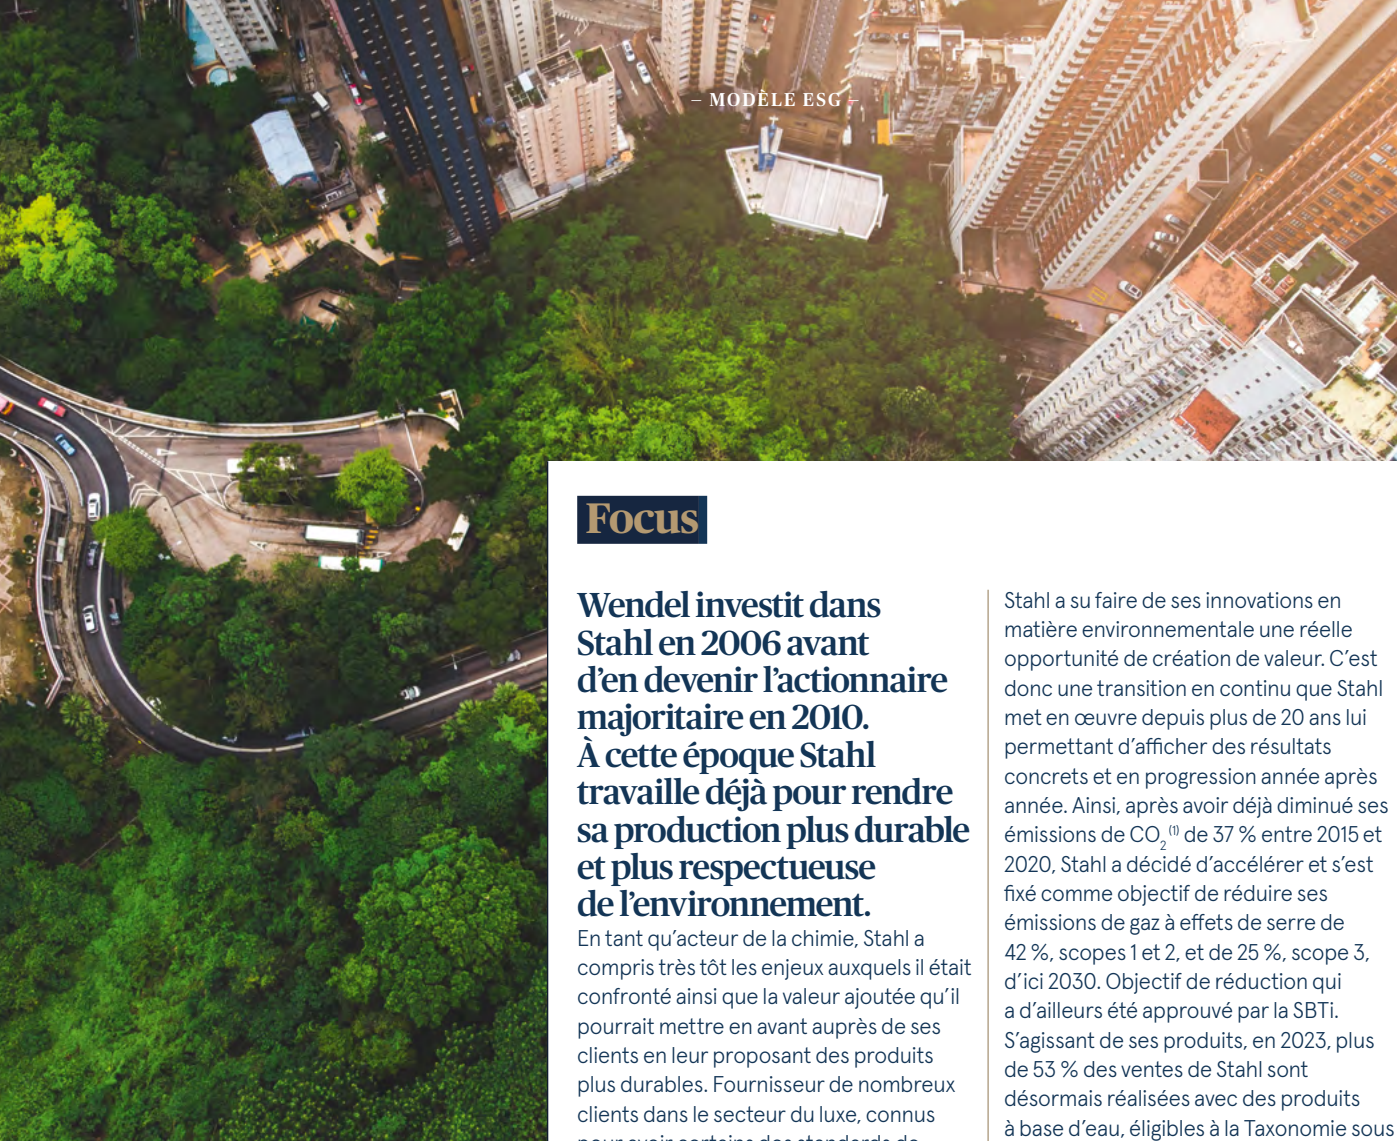 – MODÈLE ESG –
Focus
Wendel investit dans
Stahl en 2006 avant
d’en devenir l’actionnaire
majoritaire en 2010.
À cette époque Stahl
travaille déjà pour rendre
sa production plus durable
et plus respectueuse
de l’environnement.
En tant qu’acteur de la chimie, Stahl a
compris très tôt les enjeux auxquels il était
confronté ainsi que la valeur ajoutée qu’il
pourrait mettre en avant auprès de ses
clients en leur proposant des produits
plus durables. Fournisseur de nombreux
clients dans le secteur du luxe, connus
pour avoir certains des standards de
Stahl a su faire de ses innovations en
matière environnementale une réelle
opportunité de création de valeur. C’est
donc une transition en continu que Stahl
met en œuvre depuis plus de 20 ans lui
permettant d’afficher des résultats
concrets et en progression année après
année. Ainsi, après avoir déjà diminué ses
émissions de CO₂⁽¹⁾ de 37 % entre 2015 et
2020, Stahl a décidé d’accélérer et s’est
fixé comme objectif de réduire ses
émissions de gaz à effets de serre de
42 %, scopes 1 et 2, et de 25 %, scope 3,
d’ici 2030. Objectif de réduction qui
a d’ailleurs été approuvé par la SBTi.
S’agissant de ses produits, en 2023, plus
de 53 % des ventes de Stahl sont
désormais réalisées avec des produits
à base d’eau, éligibles à la Taxonomie sous